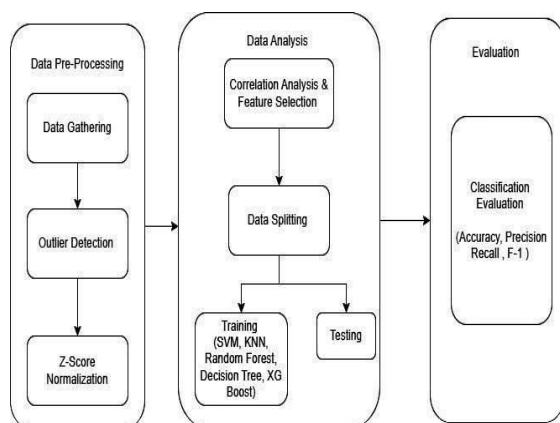 Data Pre-Processing
Data Gathering
Outlier Detection
Z-Score
Normalization
Data Analysis
Correlation Analysis &
Feature Selection
Data Splitting
Training
(SVM, KNN,
Random Forest,
Decision Tree, XG
Boost)
Testing
Evaluation
Classification
Evaluation
(Accuracy, Precision
Recall , F-1 )